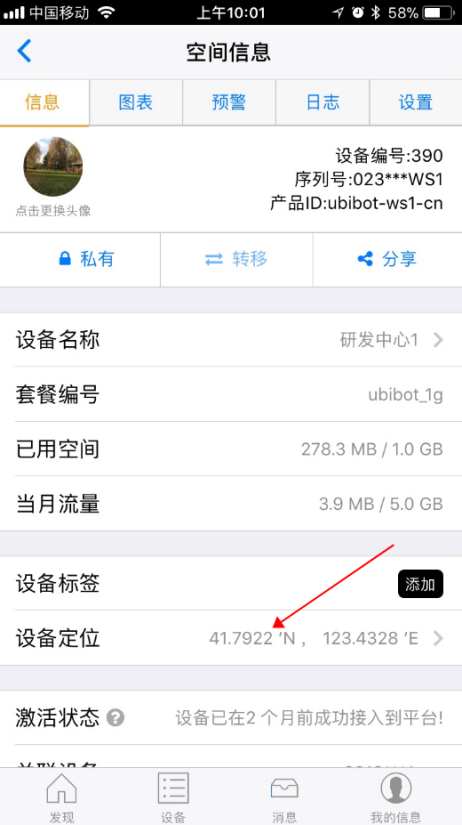 中国移动 上午10:01 58%
空间信息
信息 图表 预警 日志 设置
设备编号:390
序列号:023***WS1
产品ID:ubibot-ws1-cn
点击更换头像
私有 转移 分享
设备名称 研发中心1
套餐编号 ubibot_1g
已用空间 278.3 MB / 1.0 GB
当月流量 3.9 MB / 5.0 GB
设备标签 添加
设备定位 41.7922 ′N , 123.4328 ′E
激活状态 ? 设备已在2 个月前成功接入到平台!
发现 设备 消息 我的信息